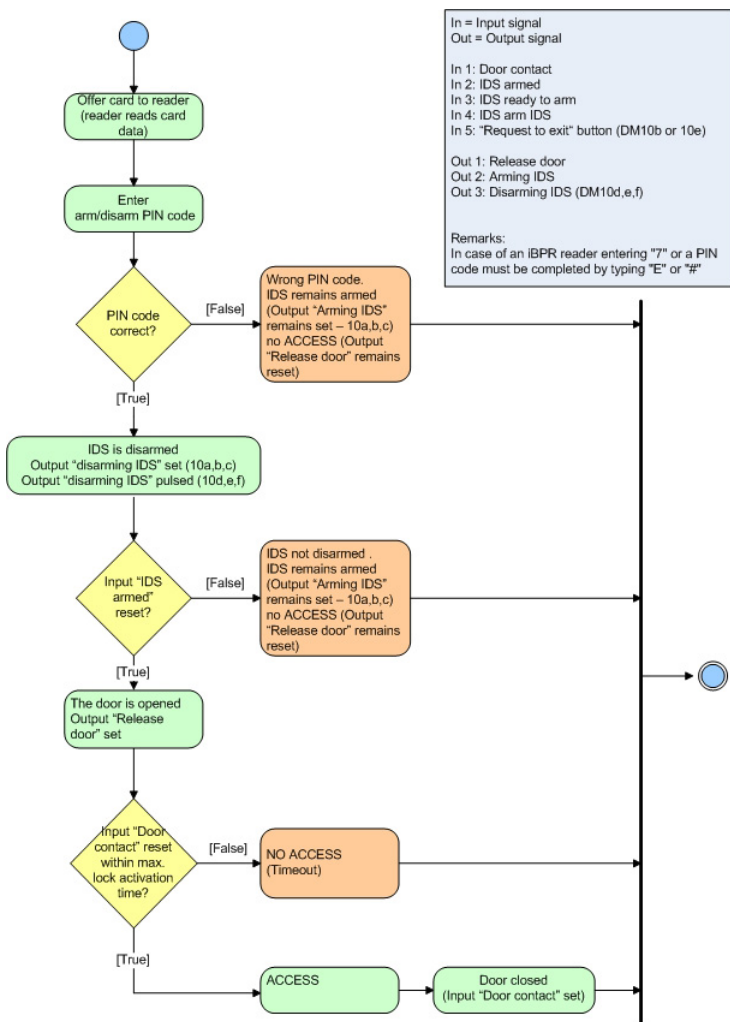 In = Input signal
Out = Output signal
In 1: Door contact
In 2: IDS armed
In 3: IDS ready to arm
In 4: IDS arm IDS
In 5: "Request to exit" button (DM10b or 10e)
Out 1: Release door
Out 2: Arming IDS
Out 3: Disarming IDS (DM10d,e,f)
Remarks:
In case of an iBPR reader entering "7" or a PIN
code must be completed by typing "E" or "#"
Offer card to reader
(reader reads card
data)
Enter
arm/disarm PIN code
PIN code
correct?
[False]
Wrong PIN code.
IDS remains armed
(Output “Arming IDS”
remains set – 10a,b,c)
no ACCESS (Output
“Release door” remains
reset)
[True]
IDS is disarmed
Output “disarming IDS” set (10a,b,c)
Output “disarming IDS” pulsed (10d,e,f)
Input “IDS
armed”
reset?
[False]
IDS not disarmed .
IDS remains armed
(Output “Arming IDS”
remains set – 10a,b,c)
no ACCESS (Output
“Release door” remains
reset)
[True]
The door is opened
Output “Release
door” set
Input “Door
contact” reset
within max.
lock activation
time?
[False]
NO ACCESS
(Timeout)
[True]
ACCESS
Door closed
(Input “Door contact” set)